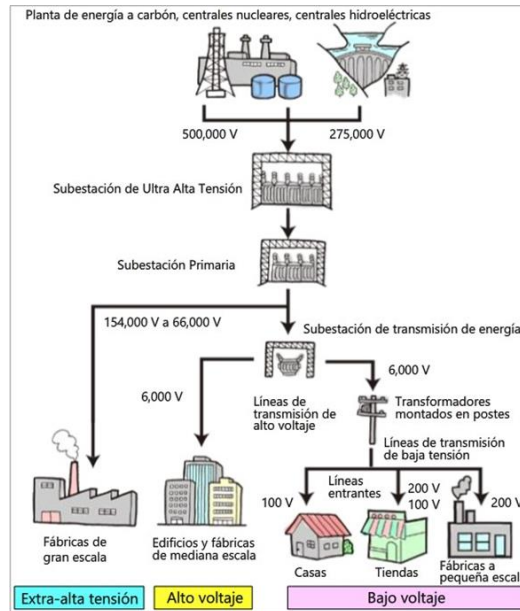 Planta de energía a carbón, centrales nucleares, centrales hidroeléctricas
500,000 V
275,000 V
Subestación de Ultra Alta Tensión
Subestación Primaria
154,000 V a 66,000 V
Subestación de transmisión de energía
6,000 V
6,000 V
Líneas de
transmisión de
alto voltaje
Transformadores
montados en postes
Líneas de transmisión
de baja tensión
Líneas
entrantes
100 V
200 V
100 V
200 V
Fábricas de
gran escala
Edificios y fábricas
de mediana escala
Casas
Tiendas
Fábricas a
pequeña escal
Extra-alta tensión
Alto voltaje
Bajo voltaje